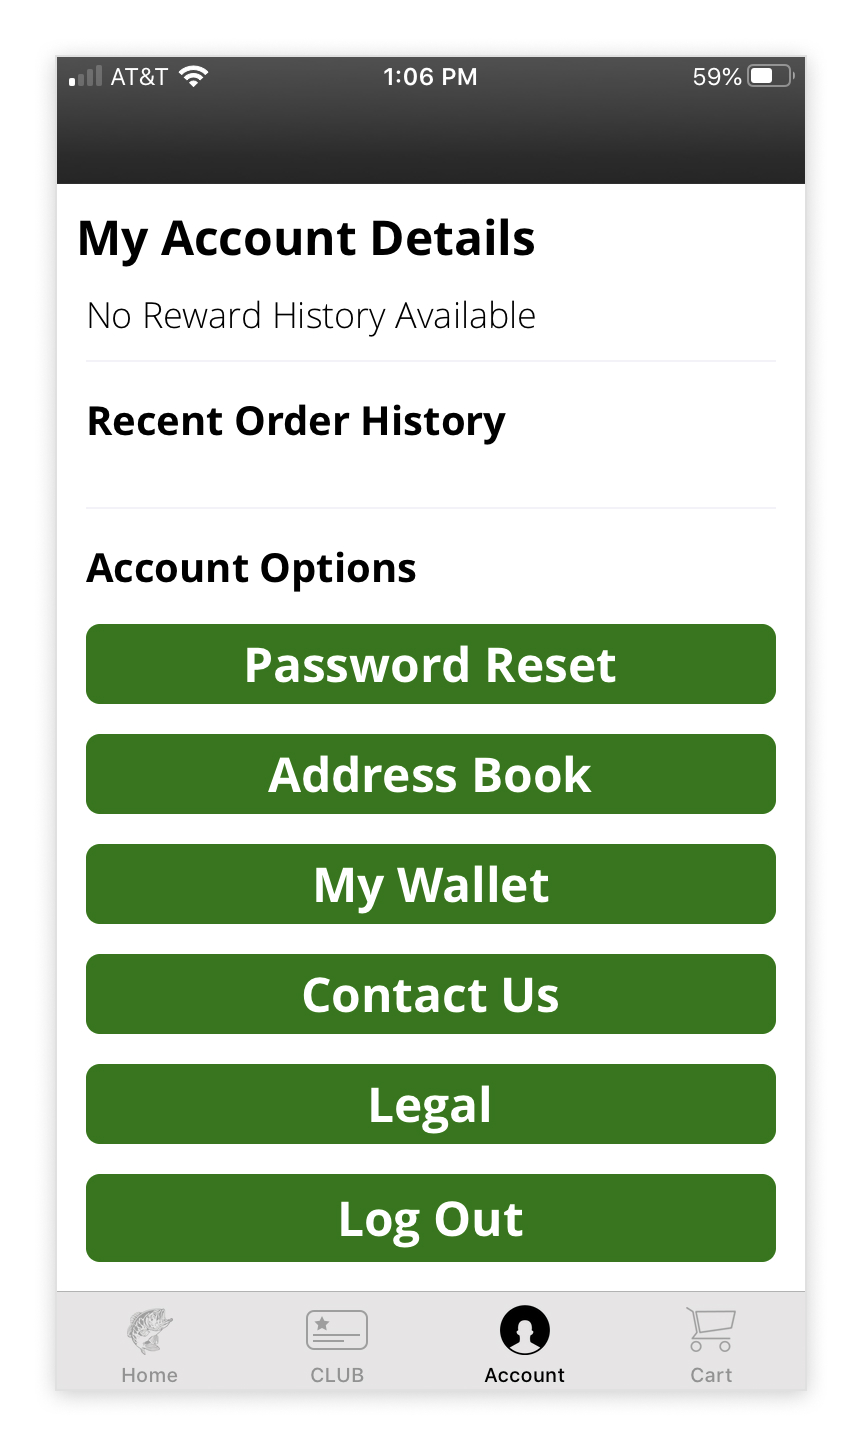 AT&T 1:06 PM 59%
My Account Details
No Reward History Available
Recent Order History
Account Options
Password Reset
Address Book
My Wallet
Contact Us
Legal
Log Out
Home CLUB Account Cart